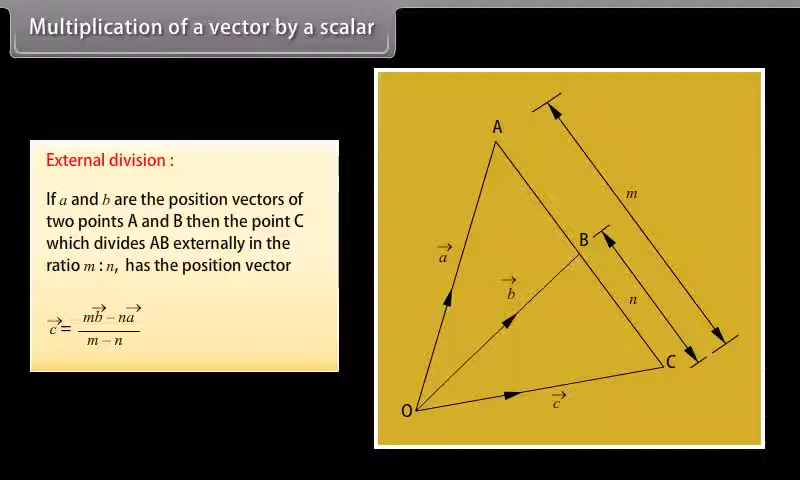 Multiplication of a vector by a scalar
External division :
If a and b are the position vectors of
two points A and B then the point C
which divides AB externally in the
ratio m : n, has the position vector
c⃗ = (mb⃗ – na⃗) / (m – n)
A
m
B
a⃗
b⃗
n
C
O
c⃗